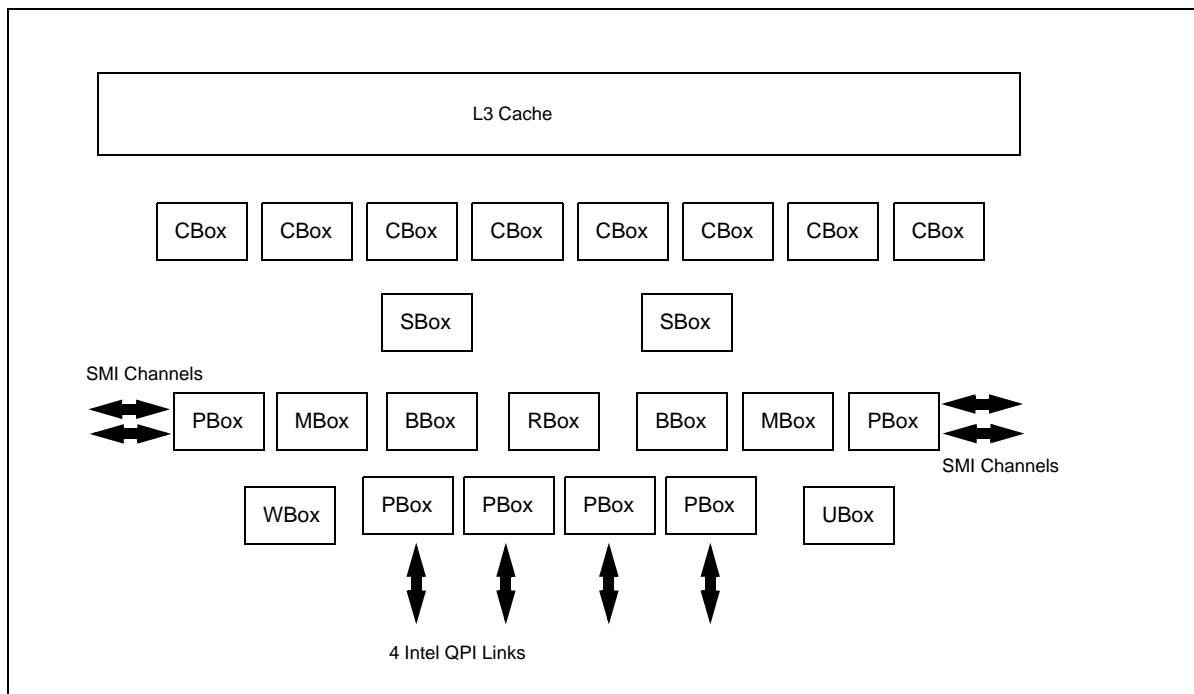 L3 Cache
CBox CBox CBox CBox CBox CBox CBox CBox
SBox SBox
SMI Channels
PBox MBox BBox RBox BBox MBox PBox
SMI Channels
WBox PBox PBox PBox PBox UBox
4 Intel QPI Links